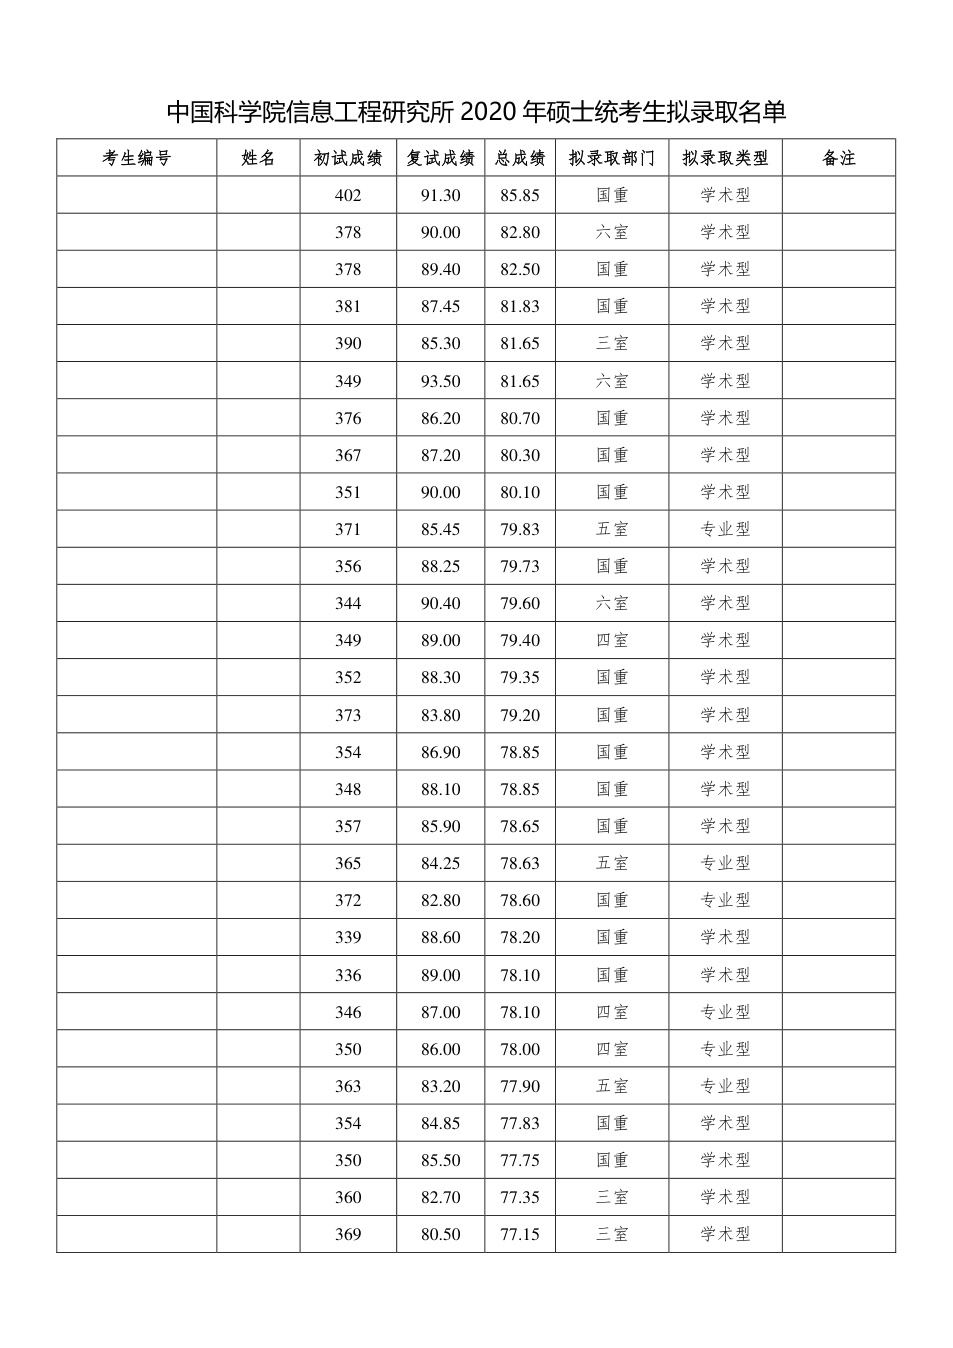 中国科学院信息工程研究所 2020 年硕士统考生拟录取名单
考生编号 姓名 初试成绩 复试成绩 总成绩 拟录取部门 拟录取类型 备注
402 91.30 85.85 国重 学术型
378 90.00 82.80 六室 学术型
378 89.40 82.50 国重 学术型
381 87.45 81.83 国重 学术型
390 85.30 81.65 三室 学术型
349 93.50 81.65 六室 学术型
376 86.20 80.70 国重 学术型
367 87.20 80.30 国重 学术型
351 90.00 80.10 国重 学术型
371 85.45 79.83 五室 专业型
356 88.25 79.73 国重 学术型
344 90.40 79.60 六室 学术型
349 89.00 79.40 四室 学术型
352 88.30 79.35 国重 学术型
373 83.80 79.20 国重 学术型
354 86.90 78.85 国重 学术型
348 88.10 78.85 国重 学术型
357 85.90 78.65 国重 学术型
365 84.25 78.63 五室 专业型
372 82.80 78.60 国重 专业型
339 88.60 78.20 国重 学术型
336 89.00 78.10 国重 学术型
346 87.00 78.10 四室 专业型
350 86.00 78.00 四室 专业型
363 83.20 77.90 五室 专业型
354 84.85 77.83 国重 学术型
350 85.50 77.75 国重 学术型
360 82.70 77.35 三室 学术型
369 80.50 77.15 三室 学术型